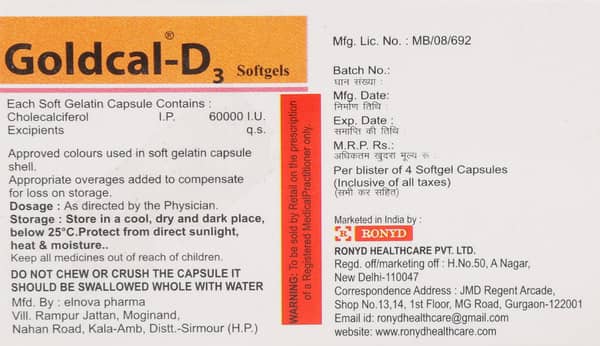 Goldcal®-D3 Softgels
Each Soft Gelatin Capsule Contains :
Cholecalciferol I.P. 60000 I.U.
Excipients q.s.
Approved colours used in soft gelatin capsule
shell.
Appropriate overages added to compensate
for loss on storage.
Dosage : As directed by the Physician.
Storage : Store in a cool, dry and dark place,
below 25°C.Protect from direct sunlight,
heat & moisture..
Keep all medicines out of reach of children.
DO NOT CHEW OR CRUSH THE CAPSULE IT
SHOULD BE SWALLOWED WHOLE WITH WATER
Mfd. By : elnova pharma
Vill. Rampur Jattan, Moginand,
Nahan Road, Kala-Amb, Distt.-Sirmour (H.P.)
WARNING: To be sold by Retail on the prescription
of a Registered MedicalPractitioner only.
Mfg. Lic. No. : MB/08/692
Batch No.:
घान संख्या :
Mfg. Date:
निर्माण तिथि :
Exp. Date :
समाप्ति की तिथि :
M.R.P. Rs.:
अधिकतम खुदरा मूल्य रू :
Per blister of 4 Softgel Capsules
(Inclusive of all taxes)
(सभी कर सहित)
Marketed in India by :
R RONYD
RONYD HEALTHCARE PVT. LTD.
Regd. off/marketing off : H.No.50, A Nagar,
New Delhi-110047
Correspondence Address : JMD Regent Arcade,
Shop No.13,14, 1st Floor, MG Road, Gurgaon-122001
Email id: ronydhealthcare@gmail.com
website: www.ronydhealthcare.com